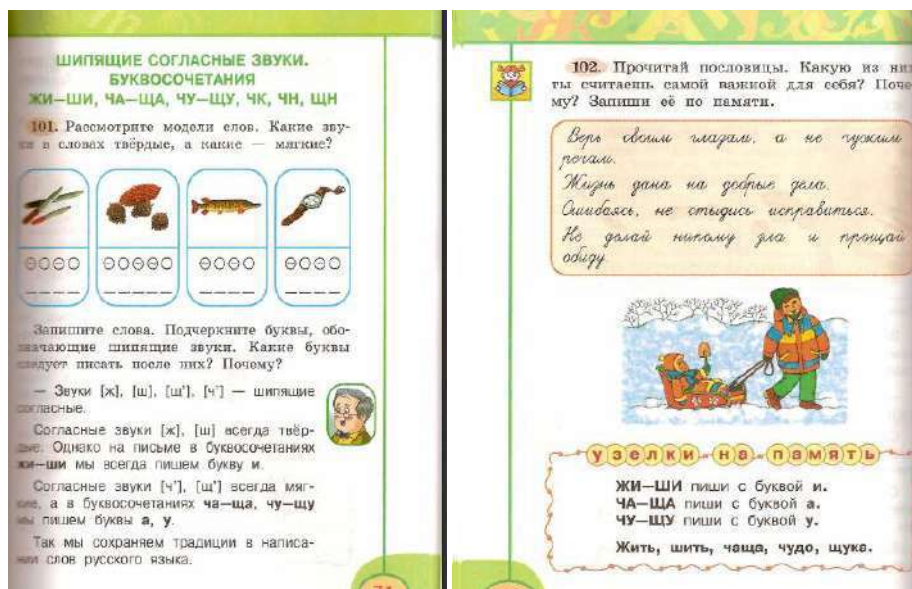 ШИПЯЩИЕ СОГЛАСНЫЕ ЗВУКИ.
БУКВОСОЧЕТАНИЯ
ЖИ—ШИ, ЧА—ЩА, ЧУ—ЩУ, ЧК, ЧН, ЩН
101. Рассмотрите модели слов. Какие зву-
ки в словах твёрдые, а какие — мягкие?
Запишите слова. Подчеркните буквы, обо-
значающие шипящие звуки. Какие буквы
следует писать после них? Почему?
— Звуки [ж], [ш], [щ'], [ч'] — шипящие
согласные.
Согласные звуки [ж], [ш] всегда твёр-
дые. Однако на письме в буквосочетаниях
жи—ши мы всегда пишем букву и.
Согласные звуки [ч'], [щ'] всегда мяг-
кие, а в буквосочетаниях ча—ща, чу—щу
мы пишем буквы а, у.
Так мы сохраняем традиции в написа-
нии слов русского языка.
74
102. Прочитай пословицы. Какую из них
ты считаешь самой важной для себя? Поче-
му? Запиши её по памяти.
Верь своим глазам, а не чужим
речам.
Жизнь дана на добрые дела.
Ошибаясь, не стыдись исправиться.
Не делай никому зла и прощай
обиду
узелки на память
ЖИ—ШИ пиши с буквой и.
ЧА—ЩА пиши с буквой а.
ЧУ—ЩУ пиши с буквой у.
Жить, шить, чаща, чудо, щука.